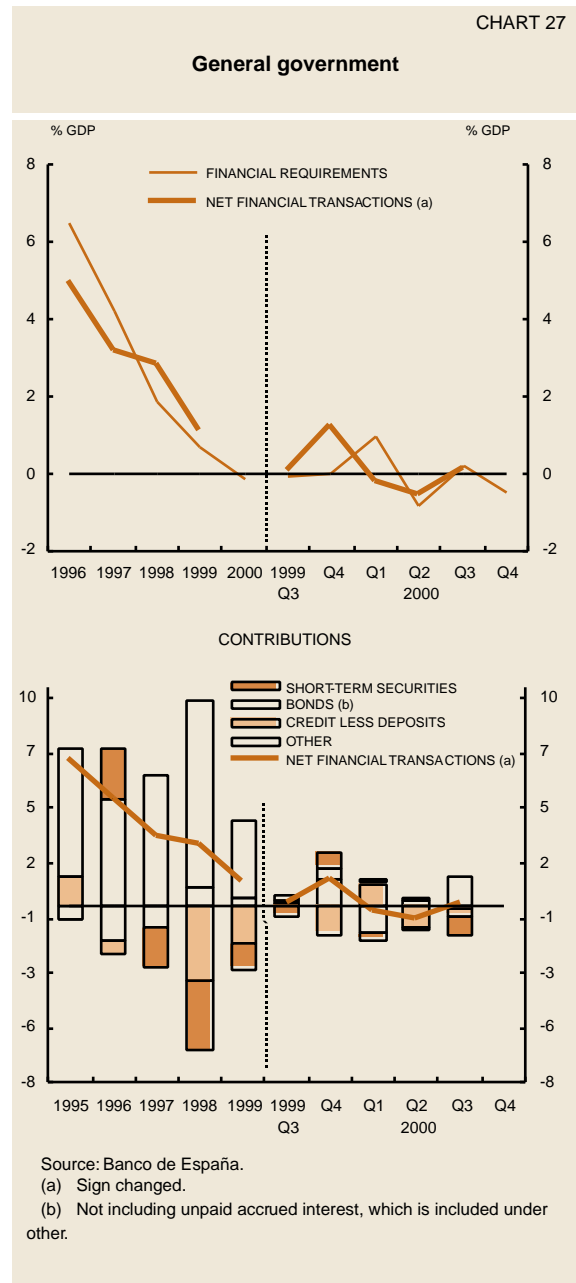 CHART 27
General government
% GDP % GDP
FINANCIAL REQUIREMENTS
NET FINANCIAL TRANSACTIONS (a)
8 8
6 6
4 4
2 2
0 0
-2 -2
1996 1997 1998 1999 2000 1999 Q4 Q1 Q2 Q3 Q4
Q3 2000
CONTRIBUTIONS
SHORT-TERM SECURITIES
BONDS (b)
CREDIT LESS DEPOSITS
OTHER
NET FINANCIAL TRANSACTIONS (a)
10 10
7 7
5 5
2 2
-1 -1
-3 -3
-6 -6
-8 -8
1995 1996 1997 1998 1999 1999 Q4 Q1 Q2 Q3 Q4
Q3 2000
Source: Banco de España.
(a) Sign changed.
(b) Not including unpaid accrued interest, which is included under
other.